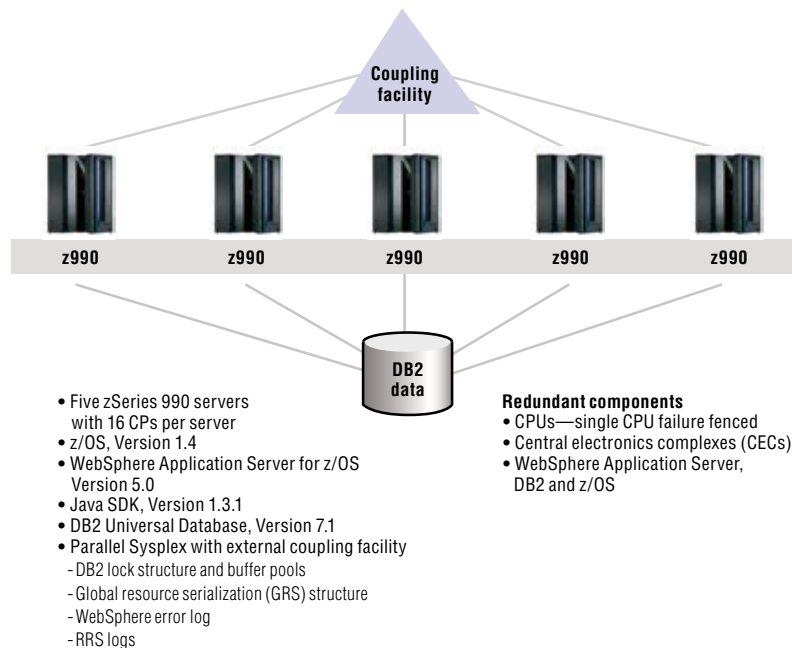 Coupling
facility
z990 z990 z990 z990 z990
DB2
data
• Five zSeries 990 servers
with 16 CPs per server
• z/OS, Version 1.4
• WebSphere Application Server for z/OS
Version 5.0
• Java SDK, Version 1.3.1
• DB2 Universal Database, Version 7.1
• Parallel Sysplex with external coupling facility
- DB2 lock structure and buffer pools
- Global resource serialization (GRS) structure
- WebSphere error log
- RRS logs
Redundant components
• CPUs—single CPU failure fenced
• Central electronics complexes (CECs)
• WebSphere Application Server,
DB2 and z/OS